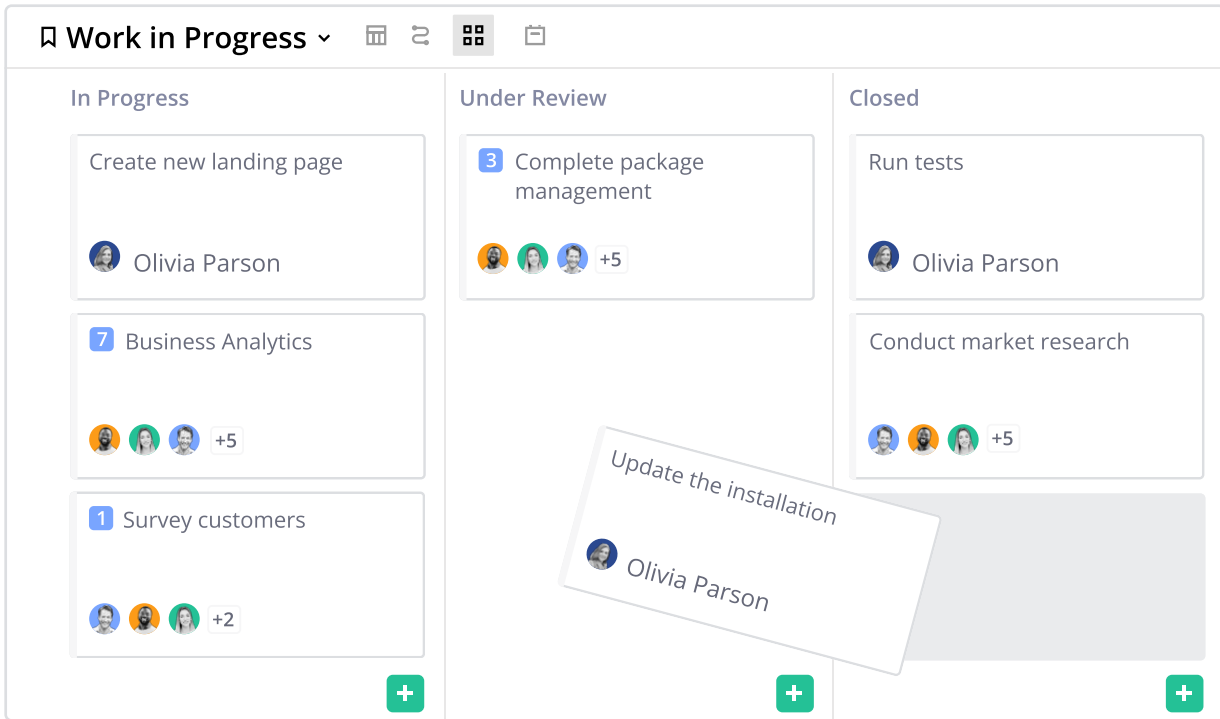 Work in Progress
In Progress
Create new landing page
Olivia Parson
7 Business Analytics
+5
1 Survey customers
+2
Under Review
3 Complete package
management
+5
Update the installation
Olivia Parson
Closed
Run tests
Olivia Parson
Conduct market research
+5